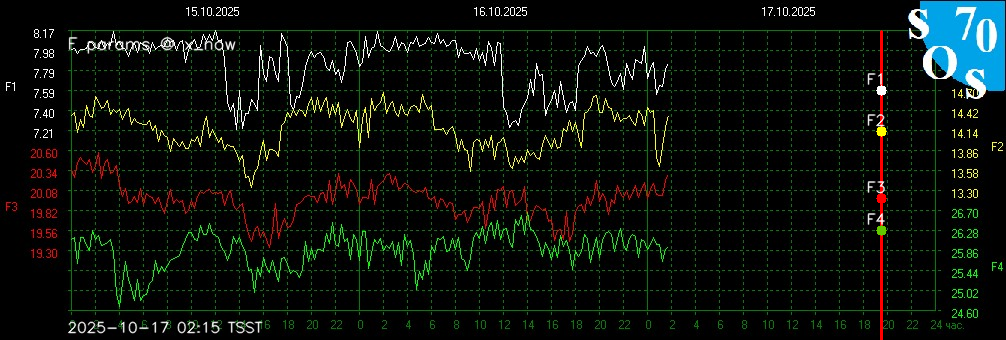 15.10.2025 16.10.2025 17.10.2025
F params @ x_now
S 70
O
S
8.17
7.98
7.79
7.59
7.40
7.21
F1
20.60
20.34
20.08
19.82
19.56
19.30
F3
F1
F2
F3
F4
14.70
14.42
14.14
13.86
13.58
13.30
F2
26.70
26.28
25.86
25.44
25.02
24.60
F4
2025-10-17 02:15 TSST
16 18 20 22 0 2 4 6 8 10 12 14 16 18 20 22 0 2 4 6 8 10 12 14 16 18 20 22 24 час.